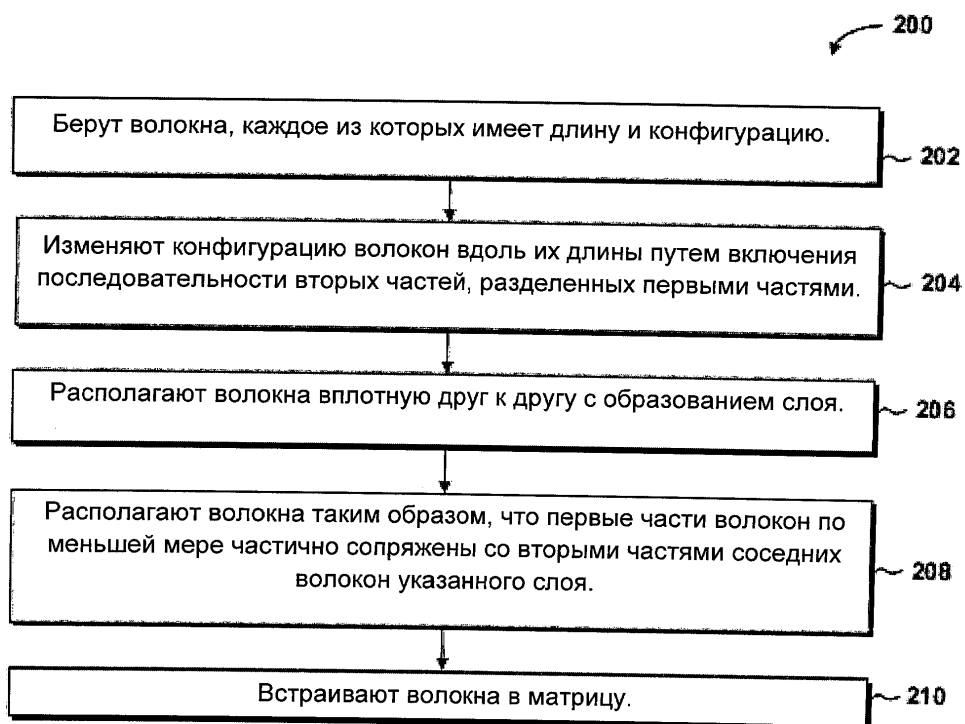 200
Берут волокна, каждое из которых имеет длину и конфигурацию.
202
Изменяют конфигурацию волокон вдоль их длины путем включения
последовательности вторых частей, разделенных первыми частями.
204
Располагают волокна вплотную друг к другу с образованием слоя.
206
Располагают волокна таким образом, что первые части волокон по
меньшей мере частично сопряжены со вторыми частями соседних
волокон указанного слоя.
208
Встраивают волокна в матрицу.
210